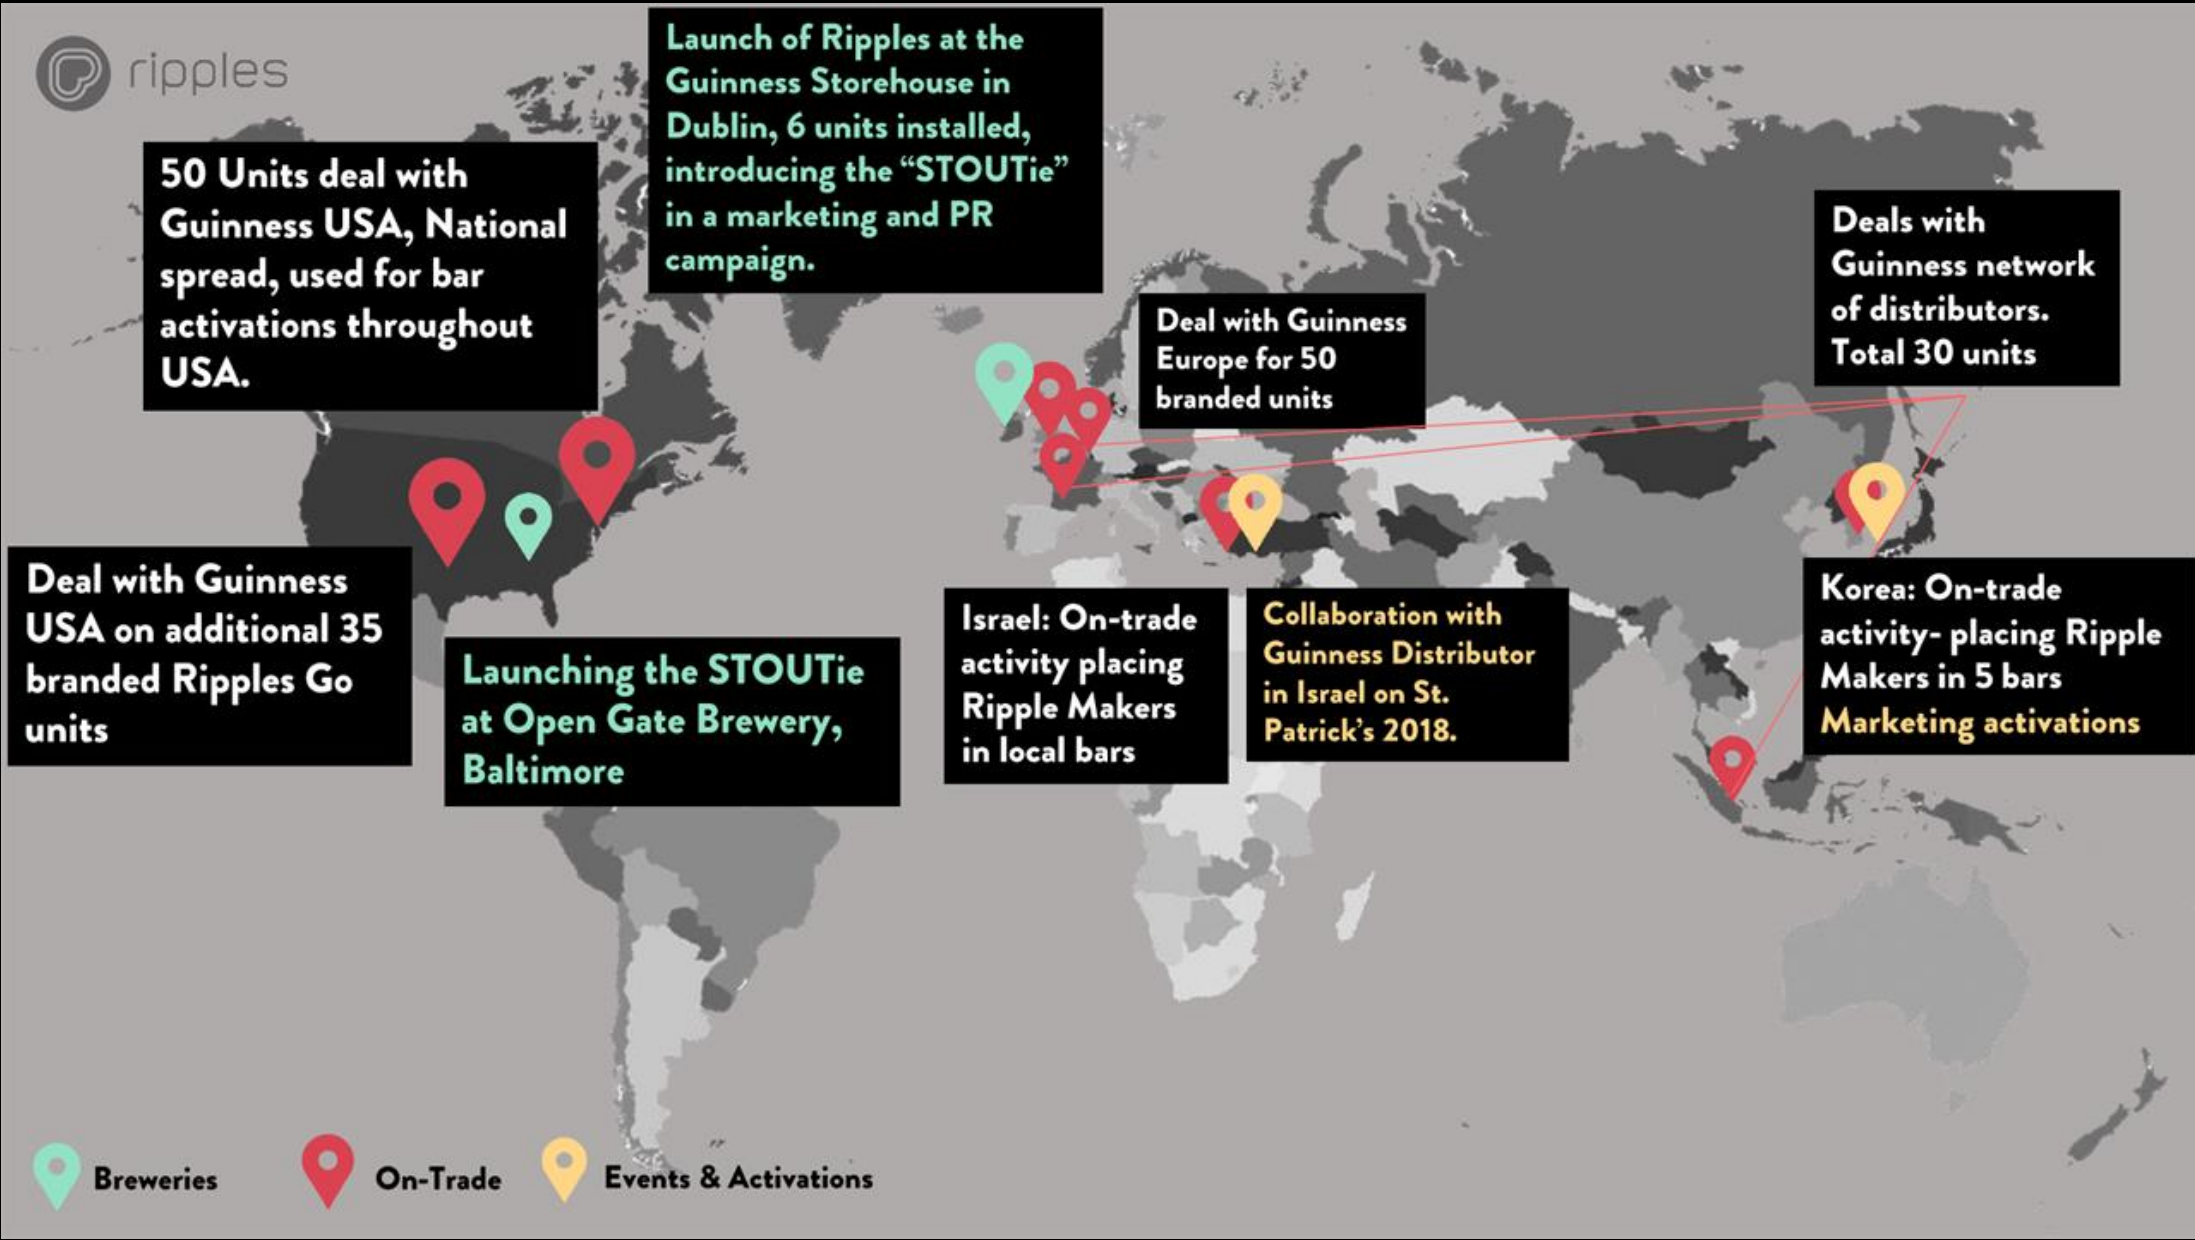 ripples
Launch of Ripples at the
Guinness Storehouse in
Dublin, 6 units installed,
introducing the “STOUTie”
in a marketing and PR
campaign.
50 Units deal with
Guinness USA, National
spread, used for bar
activations throughout
USA.
Deals with
Guinness network
of distributors.
Total 30 units
Deal with Guinness
Europe for 50
branded units
Deal with Guinness
USA on additional 35
branded Ripples Go
units
Launching the STOUTie
at Open Gate Brewery,
Baltimore
Israel: On-trade
activity placing
Ripple Makers
in local bars
Collaboration with
Guinness Distributor
in Israel on St.
Patrick’s 2018.
Korea: On-trade
activity- placing Ripple
Makers in 5 bars
Marketing activations
Breweries
On-Trade
Events & Activations